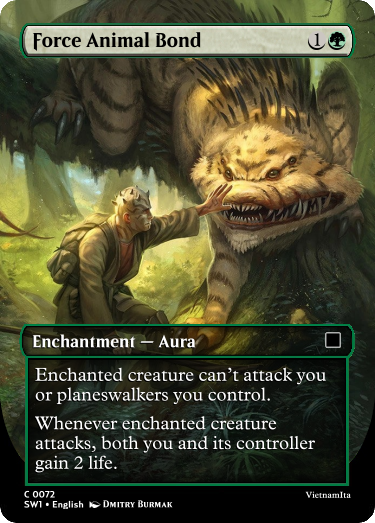 Force Animal Bond 1
Enchantment — Aura
Enchanted creature can't attack you
or planeswalkers you control.
Whenever enchanted creature
attacks, both you and its controller
gain 2 life.
C 0072
SW1 • English Dmitry Burmak
VietnamIta